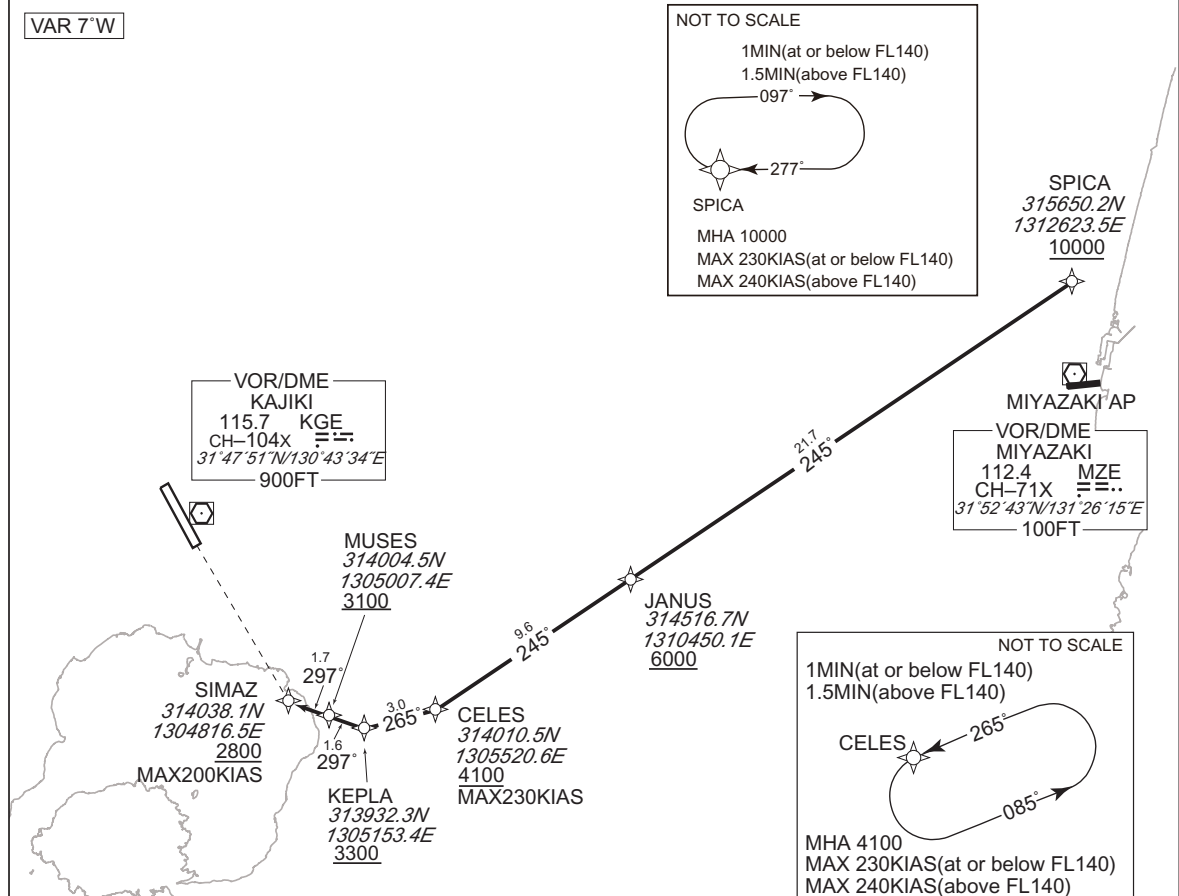 VAR 7˚W
NOT TO SCALE
1MIN(at or below FL140)
1.5MIN(above FL140)
097˚
277˚
SPICA
MHA 10000
MAX 230KIAS(at or below FL140)
MAX 240KIAS(above FL140)
SPICA
315650.2N
1312623.5E
10000
MIYAZAKI AP
VOR/DME
MIYAZAKI
112.4 MZE
CH–71X
31˚52´43˝N/131˚26´15˝E
100FT
VOR/DME
KAJIKI
115.7 KGE
CH–104X
31˚47´51˝N/130˚43´34˝E
900FT
21.7
245˚
JANUS
314516.7N
1310450.1E
6000
9.6
245˚
MUSES
314004.5N
1305007.4E
3100
1.7
297˚
SIMAZ
314038.1N
1304816.5E
2800
MAX200KIAS
1.6
297˚
3.0
265˚
CELES
314010.5N
1305520.6E
4100
MAX230KIAS
KEPLA
313932.3N
1305153.4E
3300
NOT TO SCALE
1MIN(at or below FL140)
1.5MIN(above FL140)
CELES
265˚
085˚
MHA 4100
MAX 230KIAS(at or below FL140)
MAX 240KIAS(above FL140)